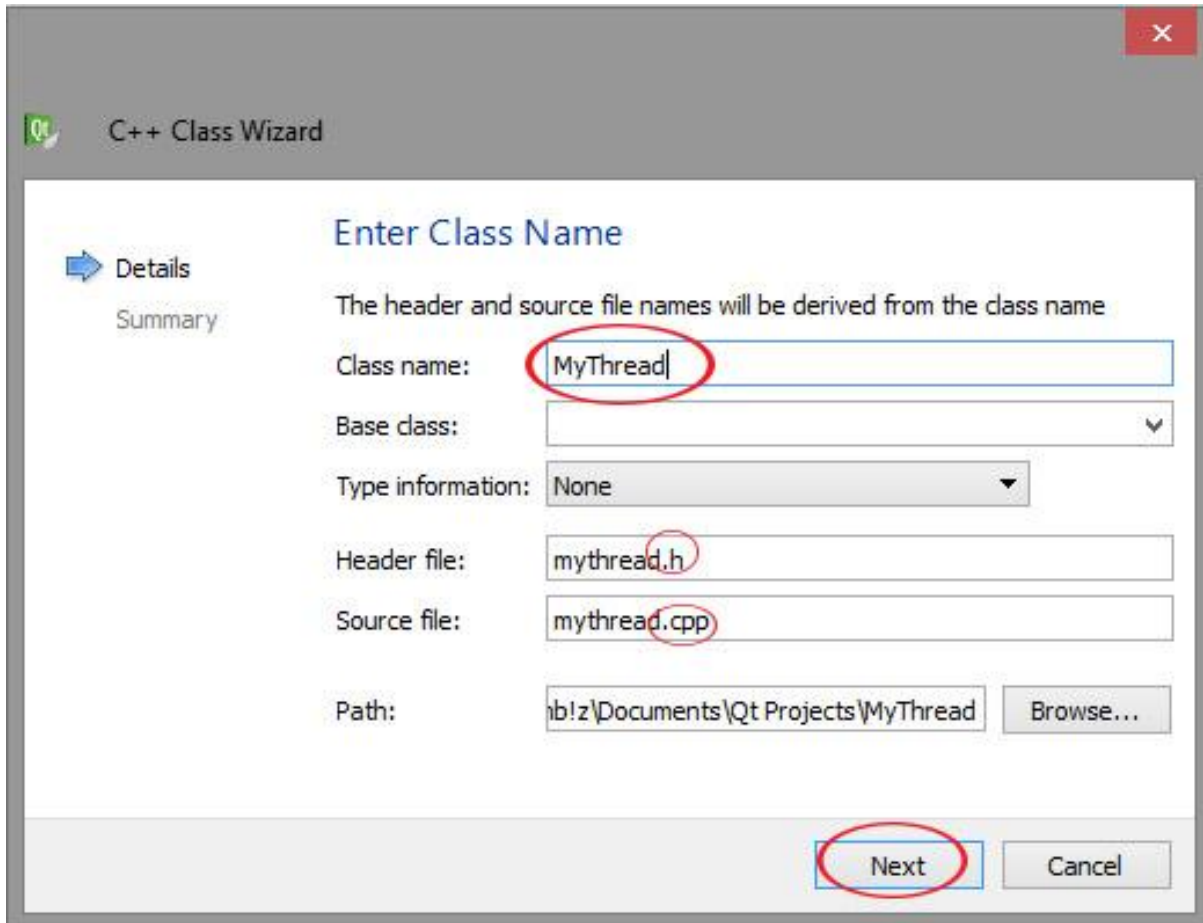 Qt
C++ Class Wizard
Enter Class Name
Details
Summary
The header and source file names will be derived from the class name
Class name: MyThread
Base class:
Type information: None
Header file: mythread.h
Source file: mythread.cpp
Path: b!z\Documents\Qt Projects\MyThread Browse...
Next Cancel